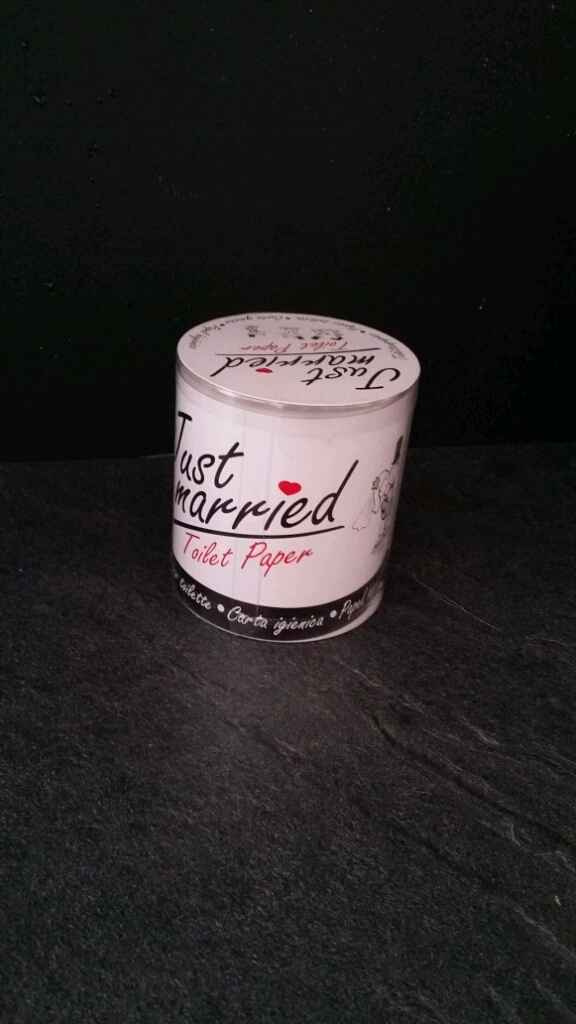 Just
married
Toilet Paper
Just
married
Toilet Paper
toilette • Carta igienica • Papel